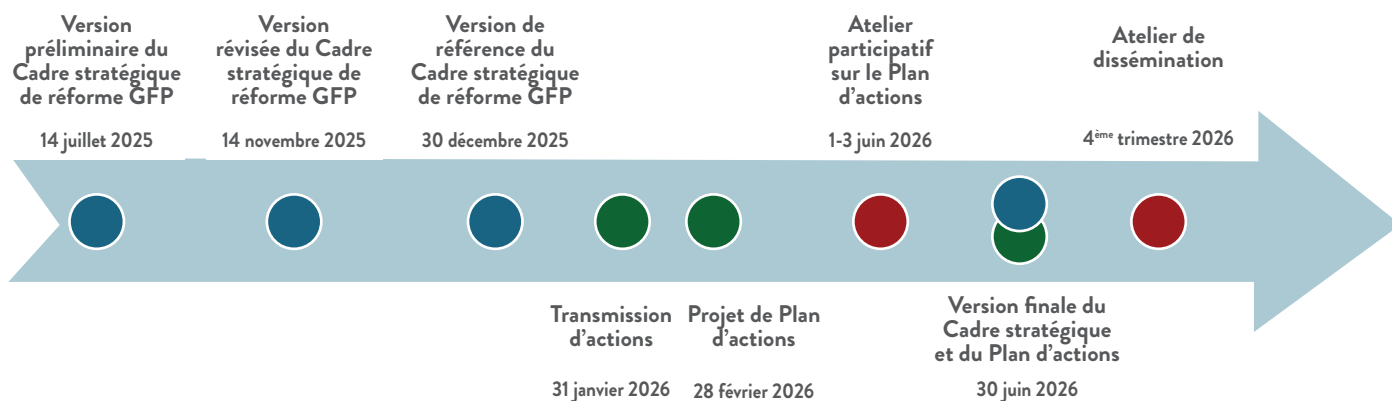 Version
préliminaire du
Cadre stratégique
de réforme GFP
14 juillet 2025
Version
révisée du Cadre
stratégique de
réforme GFP
14 novembre 2025
Version de
référence du
Cadre stratégique
de réforme GFP
30 décembre 2025
Atelier
participatif
sur le Plan
d’actions
1-3 juin 2026
Atelier de
dissémination
4ème trimestre 2026
Transmission
d’actions
31 janvier 2026
Projet de Plan
d’actions
28 février 2026
Version finale du
Cadre stratégique
et du Plan d’actions
30 juin 2026